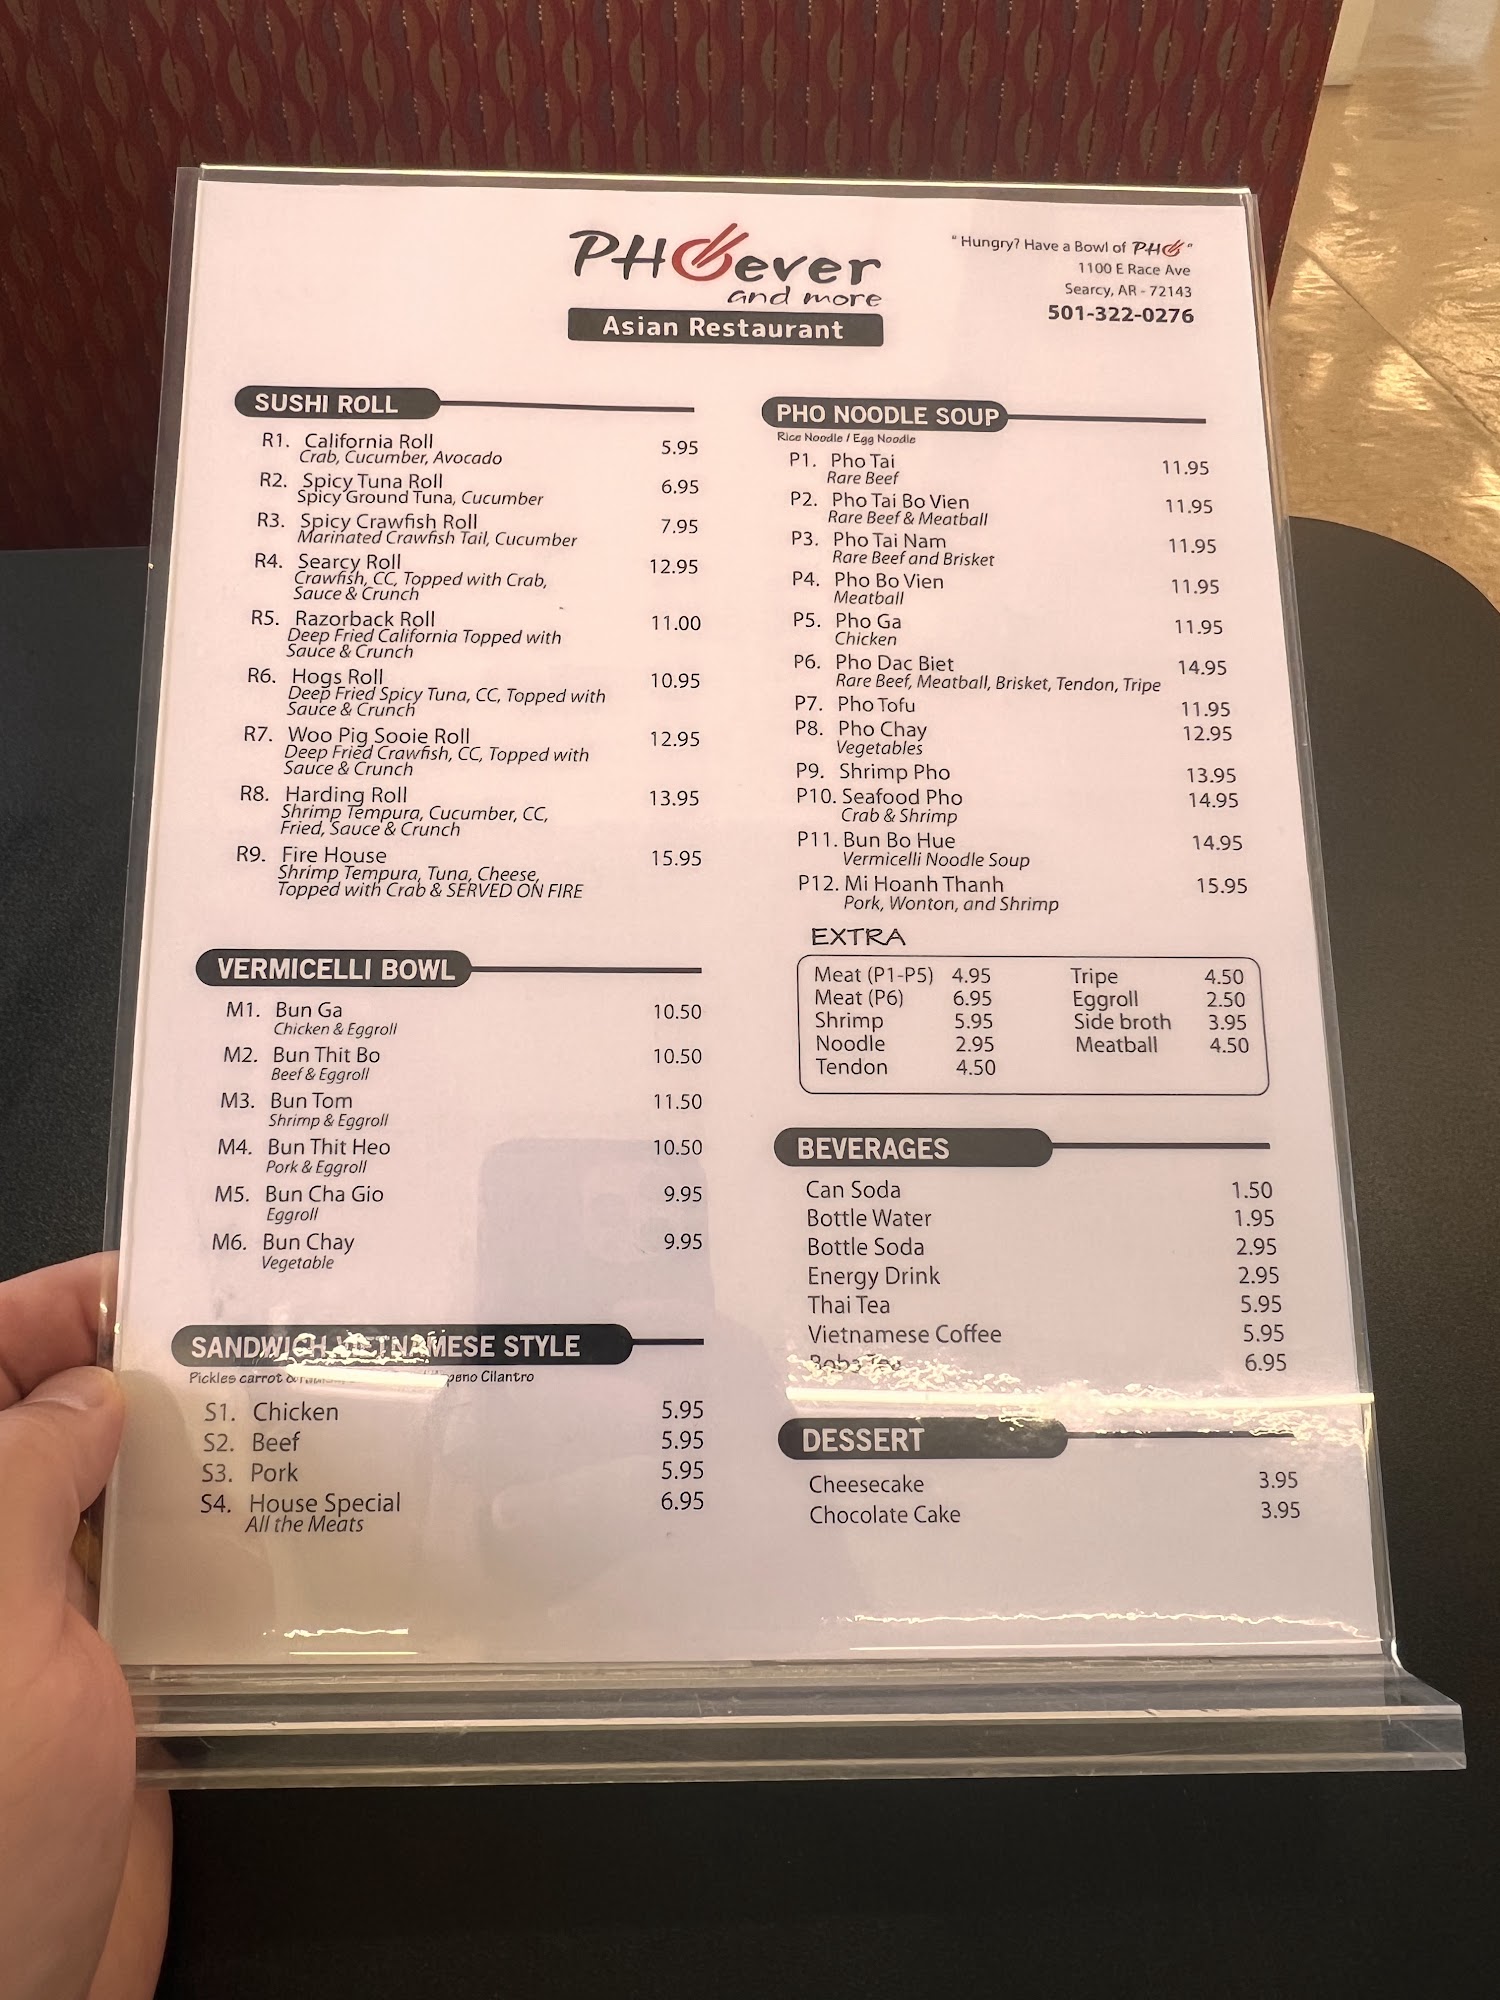 PHOever
and more
Asian Restaurant
" Hungry? Have a Bowl of PHO "
1100 E Race Ave
Searcy, AR - 72143
501-322-0276
SUSHI ROLL
R1. California Roll 5.95
Crab, Cucumber, Avocado
R2. Spicy Tuna Roll 6.95
Spicy Ground Tuna, Cucumber
R3. Spicy Crawfish Roll 7.95
Marinated Crawfish Tail, Cucumber
R4. Searcy Roll 12.95
Crawfish, CC, Topped with Crab,
Sauce & Crunch
R5. Razorback Roll 11.00
Deep Fried California Topped with
Sauce & Crunch
R6. Hogs Roll 10.95
Deep Fried Spicy Tuna, CC, Topped with
Sauce & Crunch
R7. Woo Pig Sooie Roll 12.95
Deep Fried Crawfish, CC, Topped with
Sauce & Crunch
R8. Harding Roll 13.95
Shrimp Tempura, Cucumber, CC,
Fried, Sauce & Crunch
R9. Fire House 15.95
Shrimp Tempura, Tuna, Cheese,
Topped with Crab & SERVED ON FIRE
VERMICELLI BOWL
M1. Bun Ga 10.50
Chicken & Eggroll
M2. Bun Thit Bo 10.50
Beef & Eggroll
M3. Bun Tom 11.50
Shrimp & Eggroll
M4. Bun Thit Heo 10.50
Pork & Eggroll
M5. Bun Cha Gio 9.95
Eggroll
M6. Bun Chay 9.95
Vegetable
SANDWICH VIETNAMESE STYLE
Pickles carrot Cilantro
S1. Chicken 5.95
S2. Beef 5.95
S3. Pork 5.95
S4. House Special 6.95
All the Meats
PHO NOODLE SOUP
Rice Noodle / Egg Noodle
P1. Pho Tai 11.95
Rare Beef
P2. Pho Tai Bo Vien 11.95
Rare Beef & Meatball
P3. Pho Tai Nam 11.95
Rare Beef and Brisket
P4. Pho Bo Vien 11.95
Meatball
P5. Pho Ga 11.95
Chicken
P6. Pho Dac Biet 14.95
Rare Beef, Meatball, Brisket, Tendon, Tripe
P7. Pho Tofu 11.95
P8. Pho Chay 12.95
Vegetables
P9. Shrimp Pho 13.95
P10. Seafood Pho 14.95
Crab & Shrimp
P11. Bun Bo Hue 14.95
Vermicelli Noodle Soup
P12. Mi Hoanh Thanh 15.95
Pork, Wonton, and Shrimp
EXTRA
Meat (P1-P5) 4.95 Tripe 4.50
Meat (P6) 6.95 Eggroll 2.50
Shrimp 5.95 Side broth 3.95
Noodle 2.95 Meatball 4.50
Tendon 4.50
BEVERAGES
Can Soda 1.50
Bottle Water 1.95
Bottle Soda 2.95
Energy Drink 2.95
Thai Tea 5.95
Vietnamese Coffee 5.95
Boba Tea 6.95
DESSERT
Cheesecake 3.95
Chocolate Cake 3.95